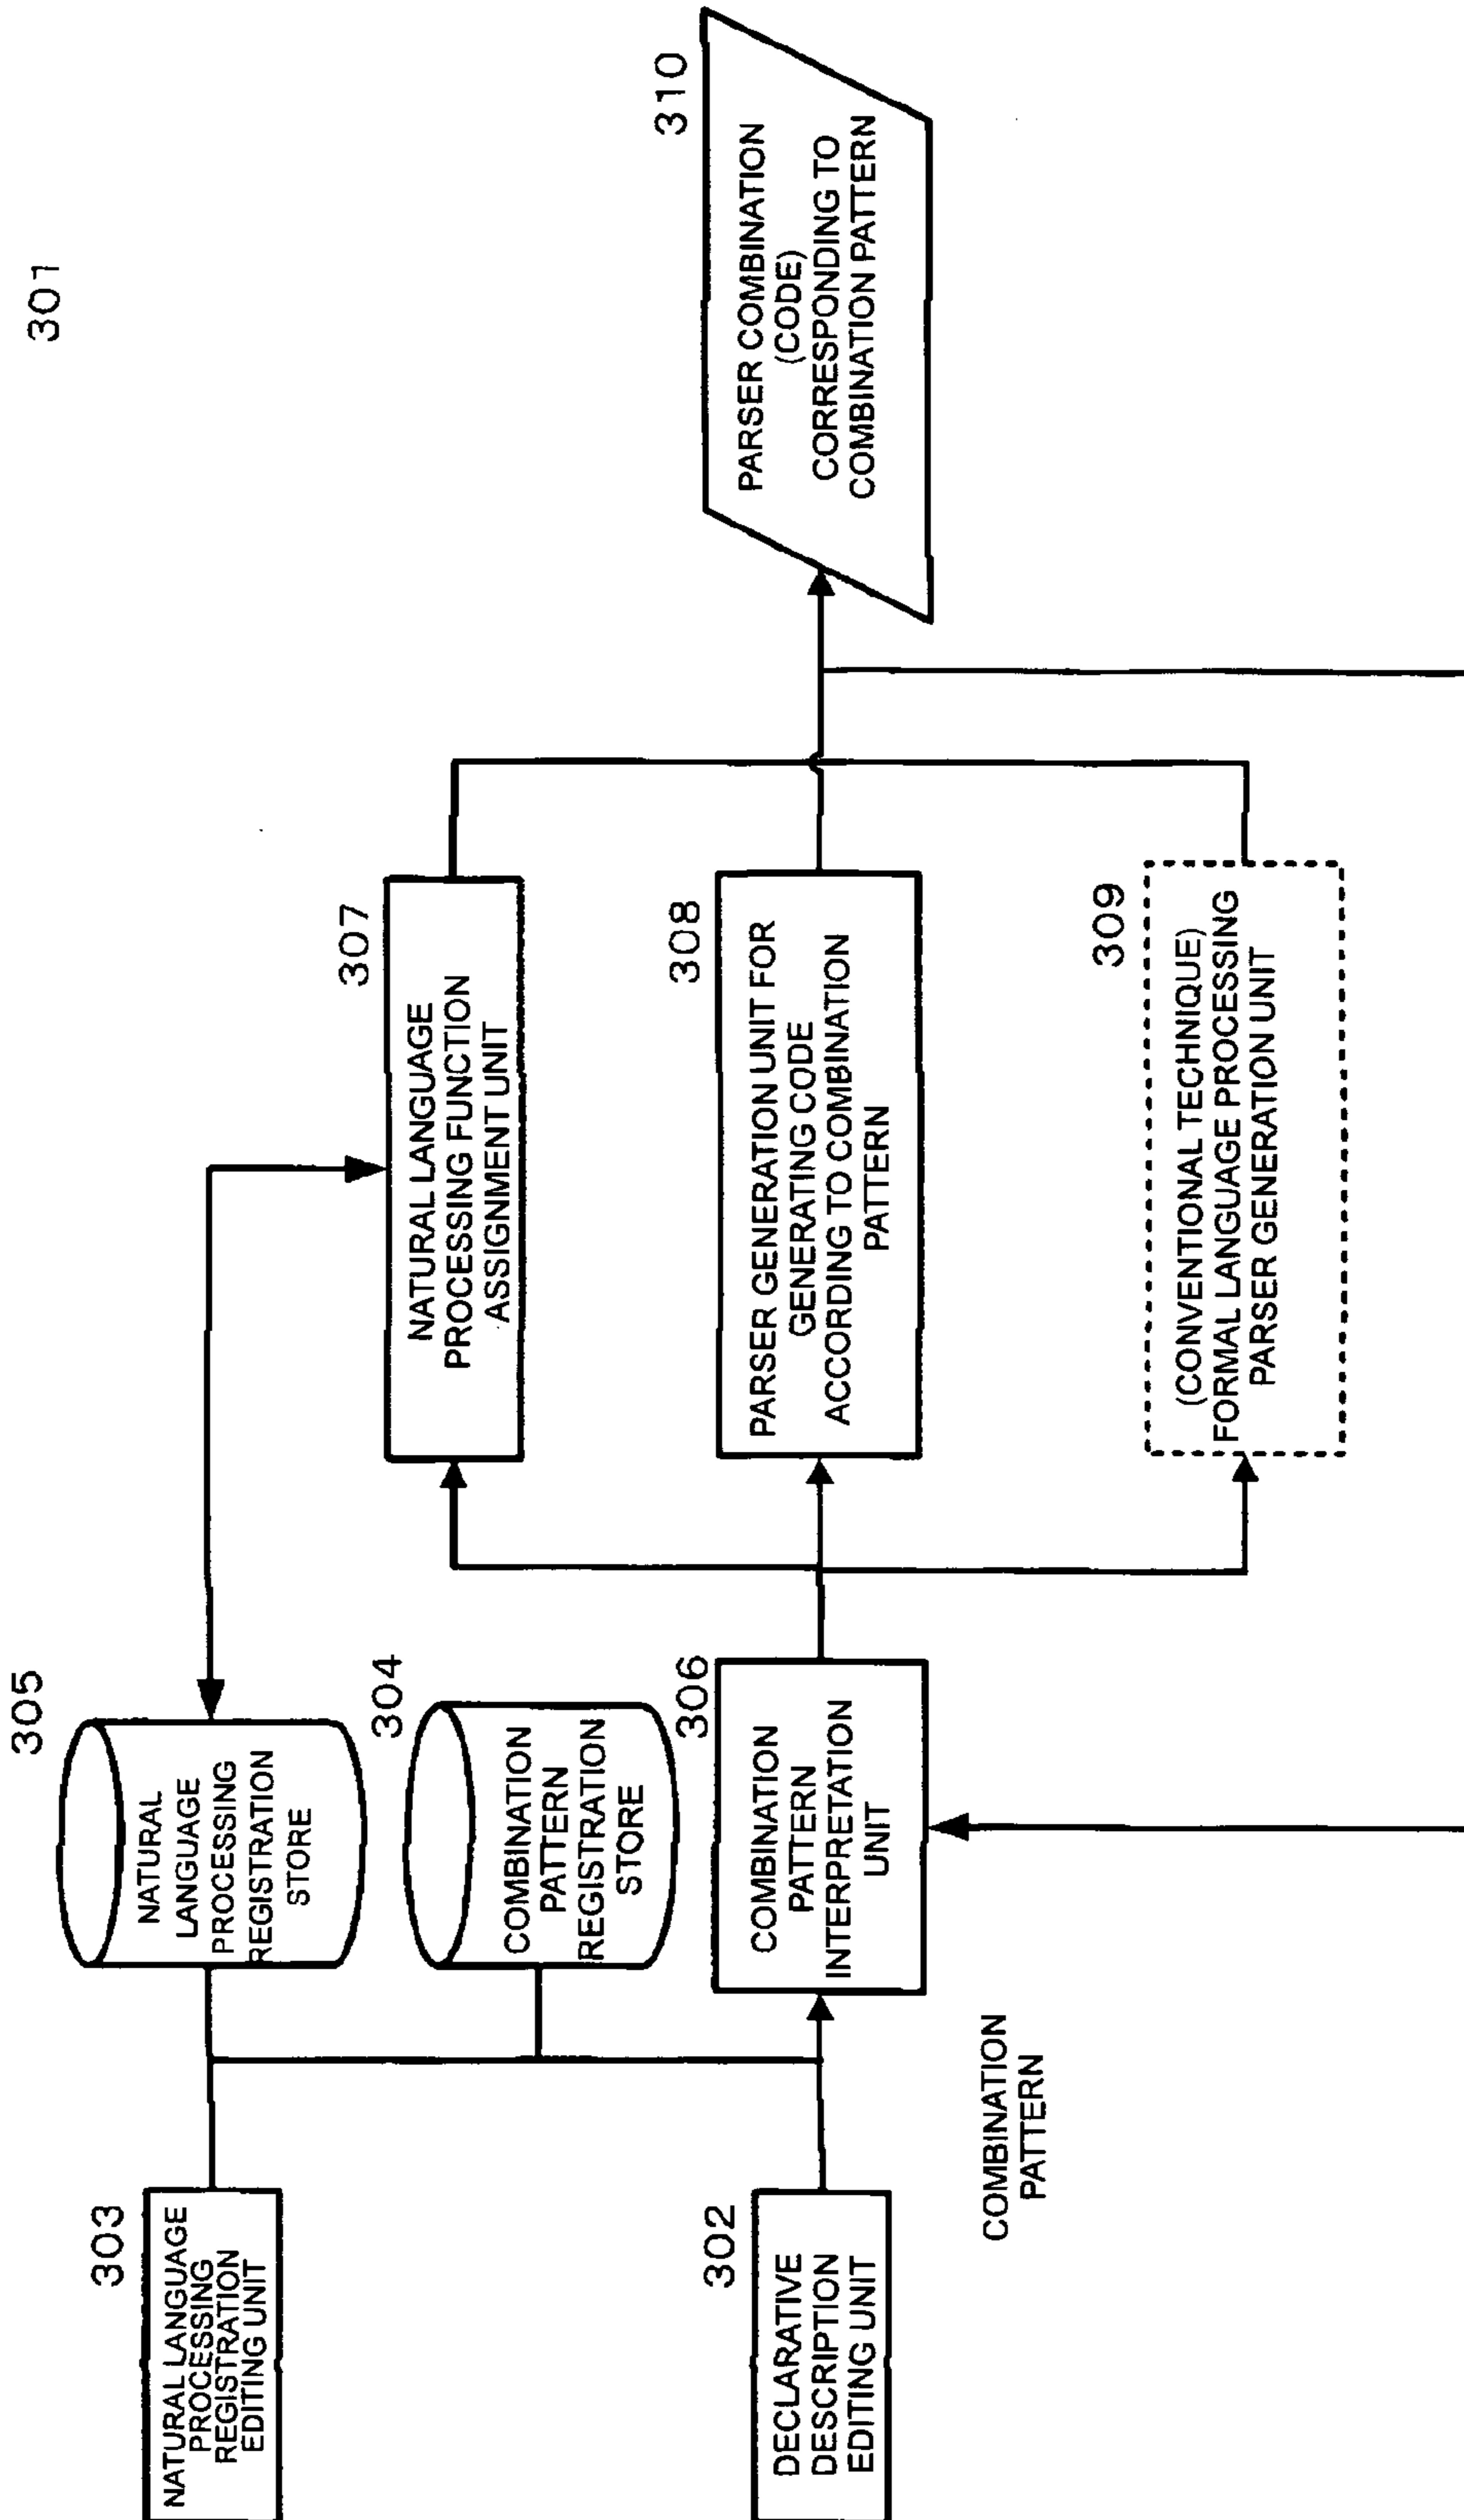 301
303
NATURAL LANGUAGE
PROCESSING
REGISTRATION
EDITING UNIT
305
NATURAL
LANGUAGE
PROCESSING
REGISTRATION
STORE
304
COMBINATION
PATTERN
REGISTRATION
STORE
307
NATURAL LANGUAGE
PROCESSING FUNCTION
ASSIGNMENT UNIT
302
DECLARATIVE
DESCRIPTION
EDITING UNIT
306
COMBINATION
PATTERN
INTERPRETATION
UNIT
308
PARSER GENERATION UNIT FOR
GENERATING CODE
ACCORDING TO COMBINATION
PATTERN
310
PARSER COMBINATION
(CODE)
CORRESPONDING TO
COMBINATION PATTERN
COMBINATION
PATTERN
309
(CONVENTIONAL TECHNIQUE)
FORMAL LANGUAGE PROCESSING
PARSER GENERATION UNIT